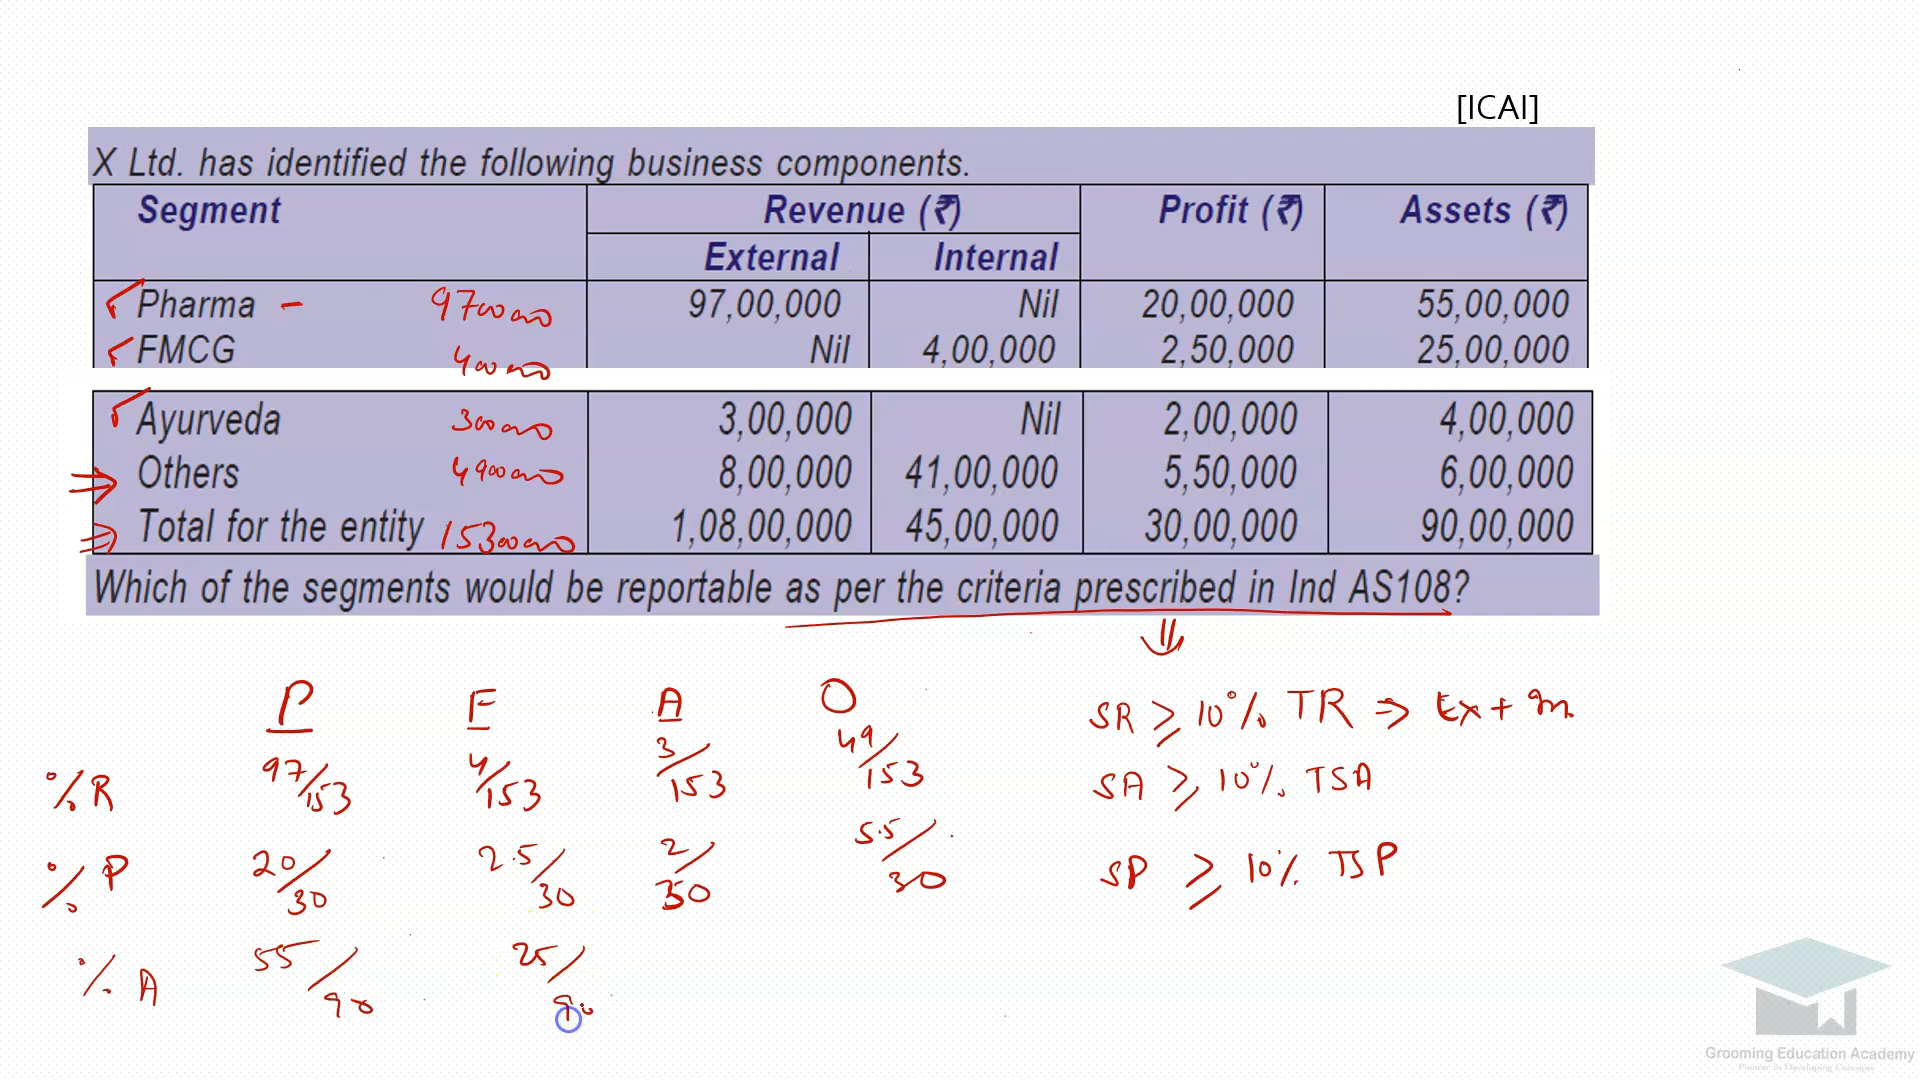 [ICAI]
X Ltd. has identified the following business components.
Segment Revenue (₹) Profit (₹) Assets (₹)
External Internal
Pharma - 9700000 97,00,000 Nil 20,00,000 55,00,000
FMCG 400000 Nil 4,00,000 2,50,000 25,00,000
Ayurveda 300000 3,00,000 Nil 2,00,000 4,00,000
Others 4900000 8,00,000 41,00,000 5,50,000 6,00,000
Total for the entity 15300000 1,08,00,000 45,00,000 30,00,000 90,00,000
Which of the segments would be reportable as per the criteria prescribed in Ind AS108?
P F A O
SR ≥ 10% TR ⇒ Ex + In
% R 97/153 4/153 3/153 49/153
SA ≥ 10% TSA
% P 20/30 2.5/30 2/30 5.5/30
SP ≥ 10% TSP
% A 55/90 25/90
Grooming Education Academy
Pioneer In Developing Concepts